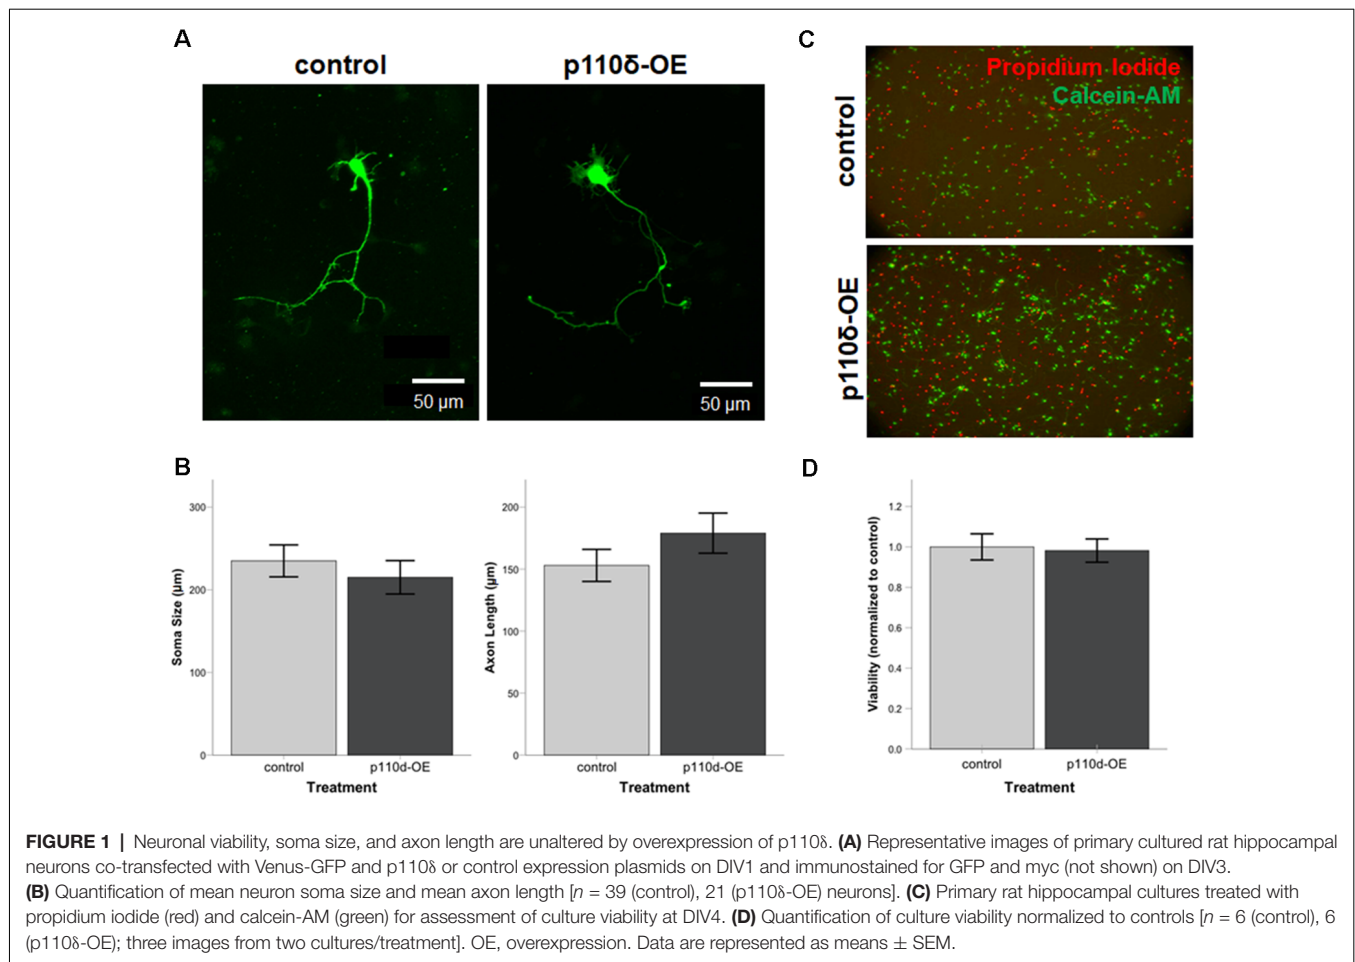 A
control
p110δ-OE
50 µm
50 µm
C
Propidium Iodide
Calcein-AM
control
p110δ-OE
B
Soma Size (µm)
300
200
100
0
control
p110d-OE
Treatment
Axon Length (µm)
200
150
100
50
0
control
p110d-OE
Treatment
D
Viability (normalized to control)
1.2
1.0
0.8
0.6
0.4
0.2
0.0
control
p110d-OE
Treatment
FIGURE 1 | Neuronal viability, soma size, and axon length are unaltered by overexpression of p110δ. (A) Representative images of primary cultured rat hippocampal
neurons co-transfected with Venus-GFP and p110δ or control expression plasmids on DIV1 and immunostained for GFP and myc (not shown) on DIV3.
(B) Quantification of mean neuron soma size and mean axon length [n = 39 (control), 21 (p110δ-OE) neurons]. (C) Primary rat hippocampal cultures treated with
propidium iodide (red) and calcein-AM (green) for assessment of culture viability at DIV4. (D) Quantification of culture viability normalized to controls [n = 6 (control), 6
(p110δ-OE); three images from two cultures/treatment]. OE, overexpression. Data are represented as means ± SEM.